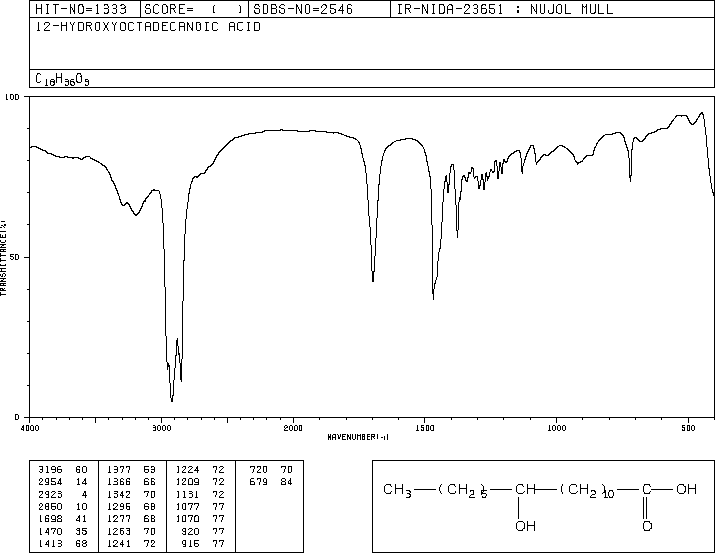 HIT-NO=1333 SCORE= ( ) SDBS-NO=2546 IR-NIDA-23651 : NUJOL MULL
12-HYDROXYOCTADECANOIC ACID
C18H36O3
100
50
0
TRANSMITTANCE(%)
4000 3000 2000 1500 1000 500
WAVENUMBER(-1)
3196 60 1377 53 1224 72 720 70
2954 14 1366 66 1209 72 679 84
2923 4 1342 70 1131 72
2850 10 1296 68 1077 77
1698 41 1277 68 1070 77
1470 35 1263 70 920 77
1413 68 1241 72 915 77
CH3—(CH2)5—CH—(CH2)10—C—OH
OH O